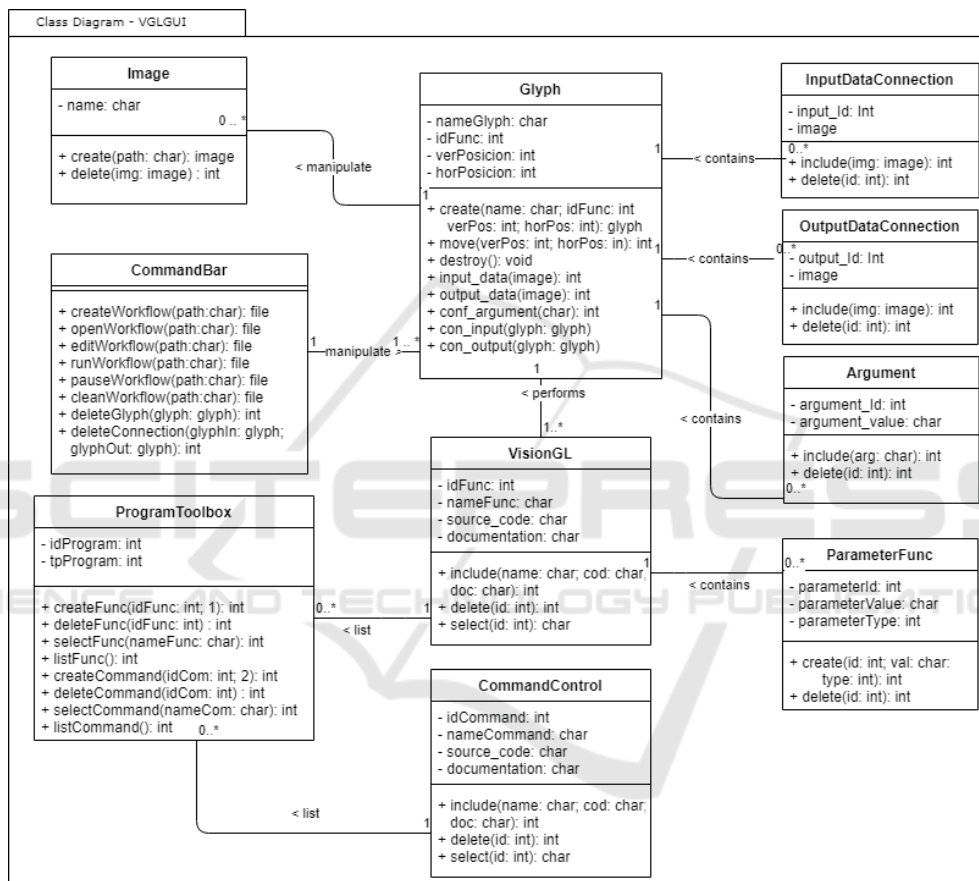 Class Diagram - VGLGUI
Image
- name: char
0 .. *
+ create(path: char): image
+ delete(img: image) : int
< manipulate
Glyph
- nameGlyph: char
- idFunc: int
- verPosicion: int
- horPosicion: int
1
1
+ create(name: char; idFunc: int
verPos: int; horPos: int): glyph
+ move(verPos: int; horPos: in): int
+ destroy(): void
+ input_data(image): int
+ output_data(image): int
+ conf_argument(char): int
+ con_input(glyph: glyph)
+ con_output(glyph: glyph)
1
1
1
< contains
InputDataConnection
- input_Id: Int
- image
0..*
+ include(img: image): int
+ delete(id: int): int
< contains
OutputDataConnection
0..*
- output_Id: Int
- image
+ include(img: image): int
+ delete(id: int): int
CommandBar
+ createWorkflow(path:char): file
+ openWorkflow(path:char): file
+ editWorkflow(path:char): file
+ runWorkflow(path:char): file
+ pauseWorkflow(path:char): file
+ cleanWorkflow(path:char): file
+ deleteGlyph(glyph: glyph): int
+ deleteConnection(glyphIn: glyph;
glyphOut: glyph): int
1
manipulate >
1 .. *
< performs
1..*
< contains
Argument
- argument_Id: int
- argument_value: char
+ include(arg: char): int
+ delete(id: int): int
0..*
VisionGL
- idFunc: int
- nameFunc: char
- source_code: char
- documentation: char
1
+ include(name: char; cod: char,
doc: char): int
+ delete(id: int): int
+ select(id: int): char
1
< contains
ParameterFunc
0..*
- parameterId: int
- parameterValue: char
- parameterType: int
+ create(id: int; val: char:
type: int): int
+ delete(id: int): int
ProgramToolbox
- idProgram: int
- tpProgram: int
+ createFunc(idFunc: int; 1): int
+ deleteFunc(idFunc: int) : int
+ selectFunc(nameFunc: char): int
+ listFunc(): int
+ createCommand(idCom: int; 2): int
+ deleteCommand(idCom: int) : int
+ selectCommand(nameCom: char): int
+ listCommand(): int
0..*
0..*
< list
CommandControl
- idCommand: int
- nameCommand: char
- source_code: char
- documentation: char
+ include(name: char; cod: char,
doc: char): int
+ delete(id: int): int
+ select(id: int): char
1
< list
SCITEPRESS
SCIENCE AND TECHNOLOGY PUBLICATIONS